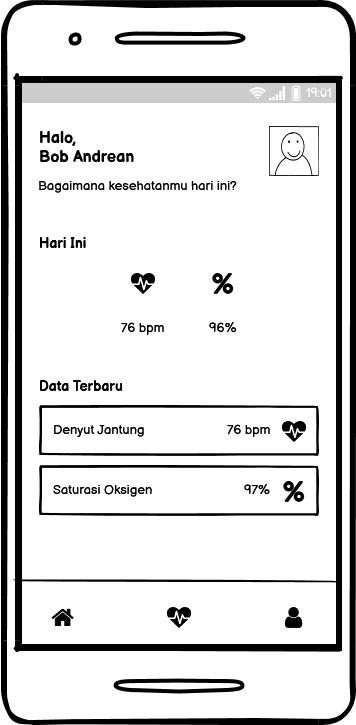 19:01
Halo,
Bob Andrean
Bagaimana kesehatanmu hari ini?
Hari Ini
%
76 bpm 96%
Data Terbaru
Denyut Jantung 76 bpm
Saturasi Oksigen 97% %